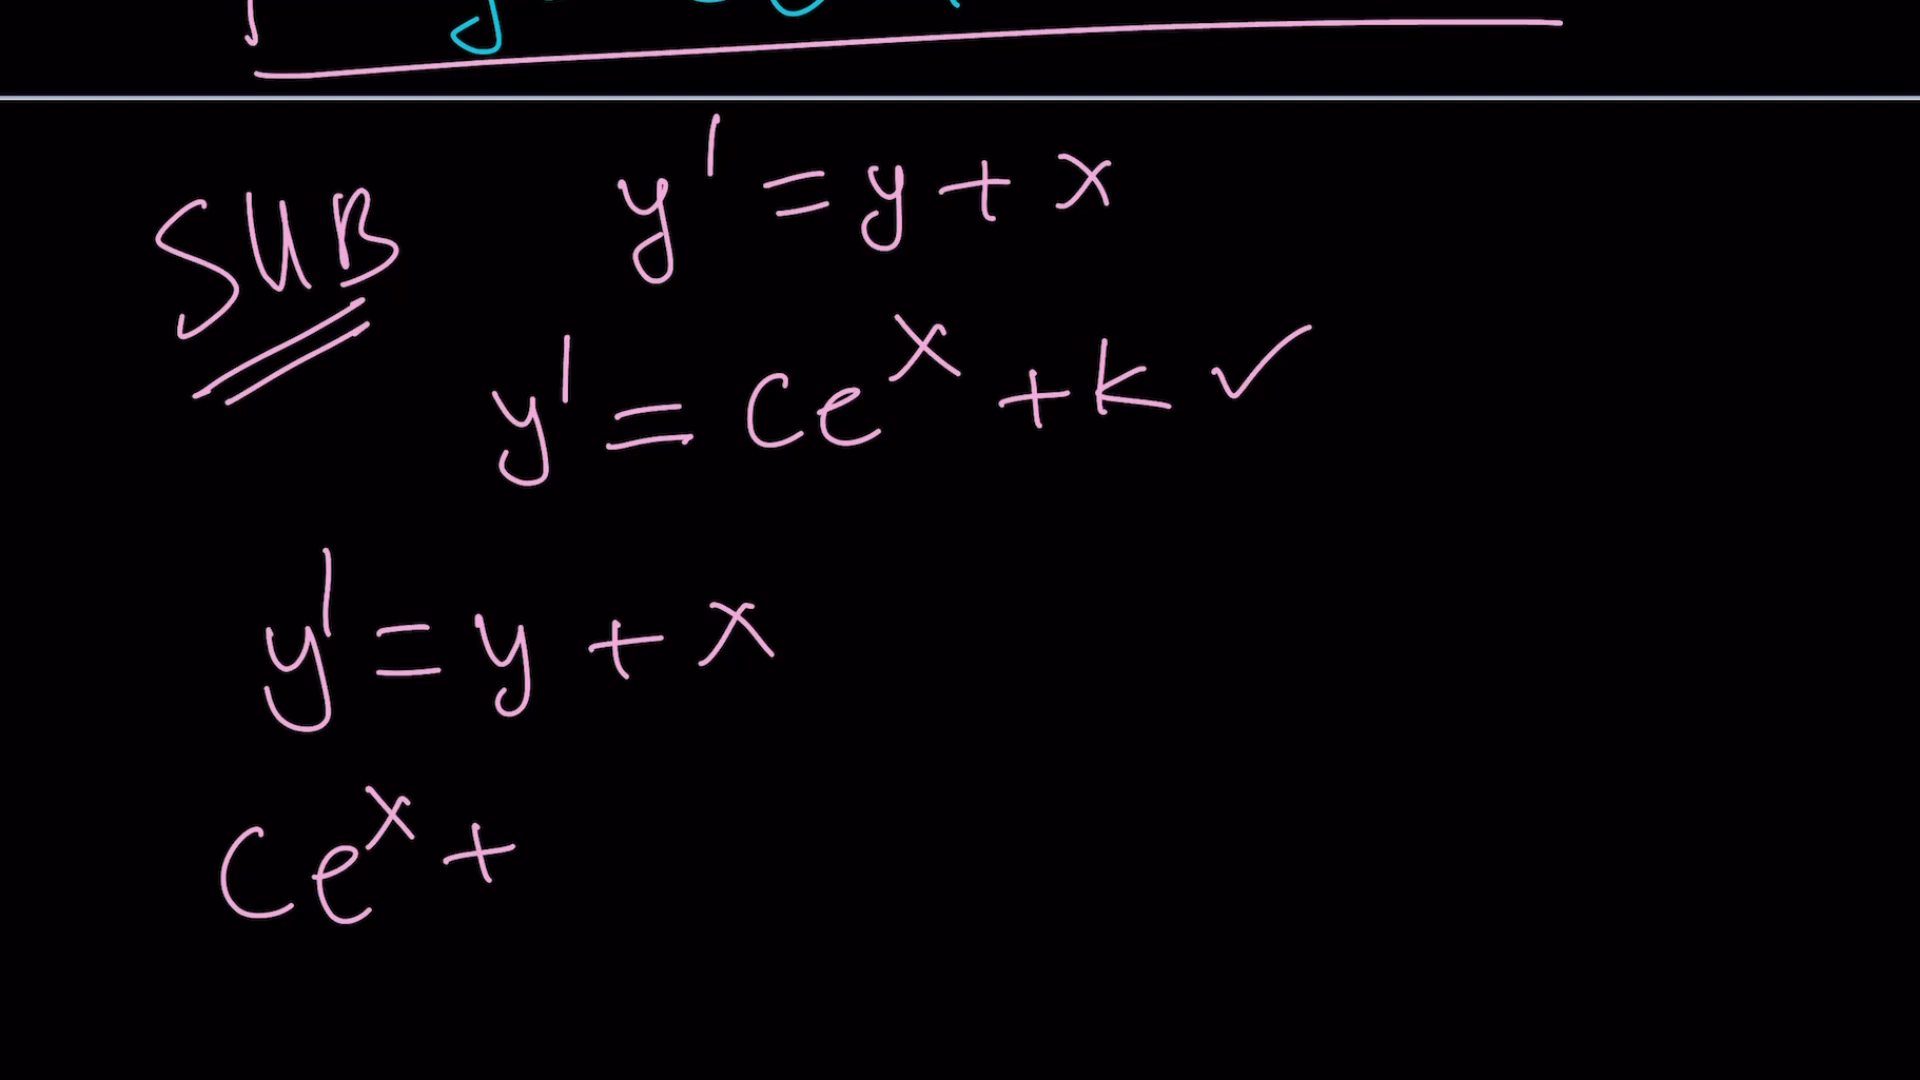 SUB y' = y + x
y' = Ce^x + k ✓
y' = y + x
Ce^x +